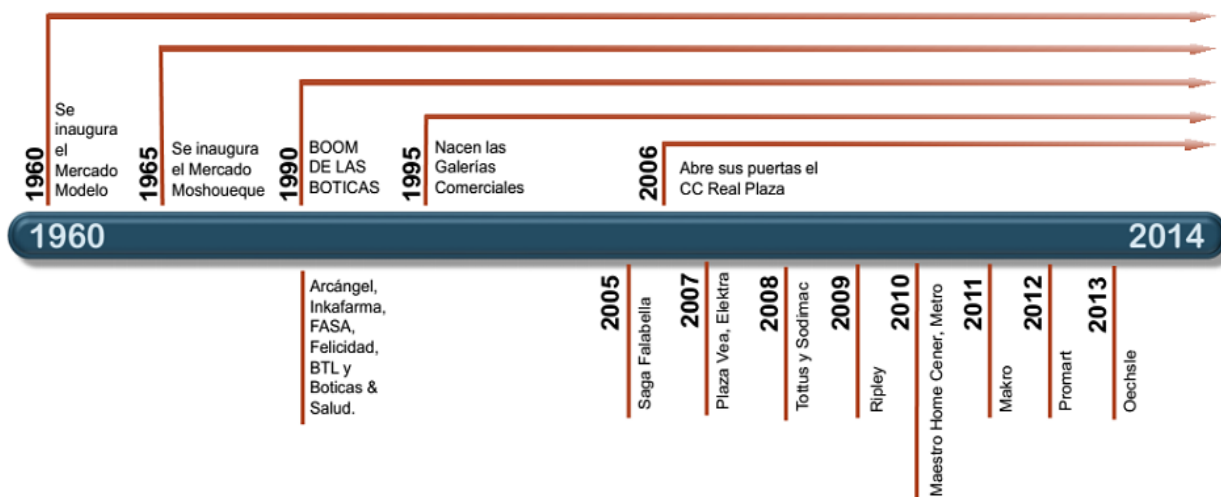 1960
Se
inaugura
el
Mercado
Modelo
1965
Se inaugura
el Mercado
Moshoueque
1990
BOOM
DE LAS
BOTICAS
1995
Nacen las
Galerías
Comerciales
2006
Abre sus puertas el
CC Real Plaza
1960
2014
Arcángel,
Inkafarma,
FASA,
Felicidad,
BTL y
Boticas &
Salud.
2005
Saga Falabella
2007
Plaza Vea, Elektra
2008
Tottus y Sodimac
2009
Ripley
2010
Maestro Home Cener, Metro
2011
Makro
2012
Promart
2013
Oechsle